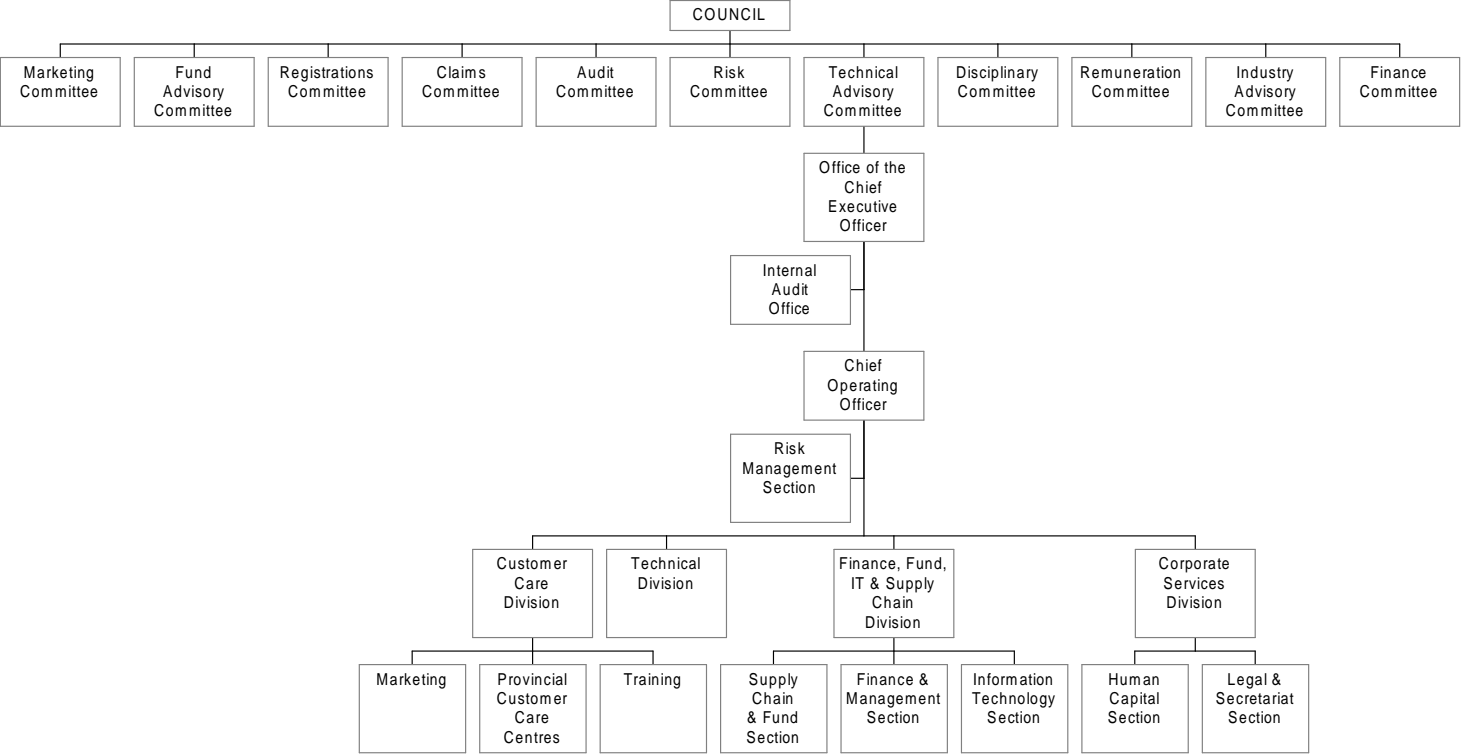 COUNCIL
Marketing
Committee
Fund
Advisory
Committee
Registrations
Committee
Claims
Committee
Audit
Committee
Risk
Committee
Technical
Advisory
Committee
Disciplinary
Committee
Remuneration
Committee
Industry
Advisory
Committee
Finance
Committee
Office of the
Chief
Executive
Officer
Internal
Audit
Office
Chief
Operating
Officer
Risk
Management
Section
Customer
Care
Division
Technical
Division
Finance, Fund,
IT & Supply
Chain
Division
Corporate
Services
Division
Marketing
Provincial
Customer
Care
Centres
Training
Supply
Chain
& Fund
Section
Finance &
Management
Section
Information
Technology
Section
Human
Capital
Section
Legal &
Secretariat
Section